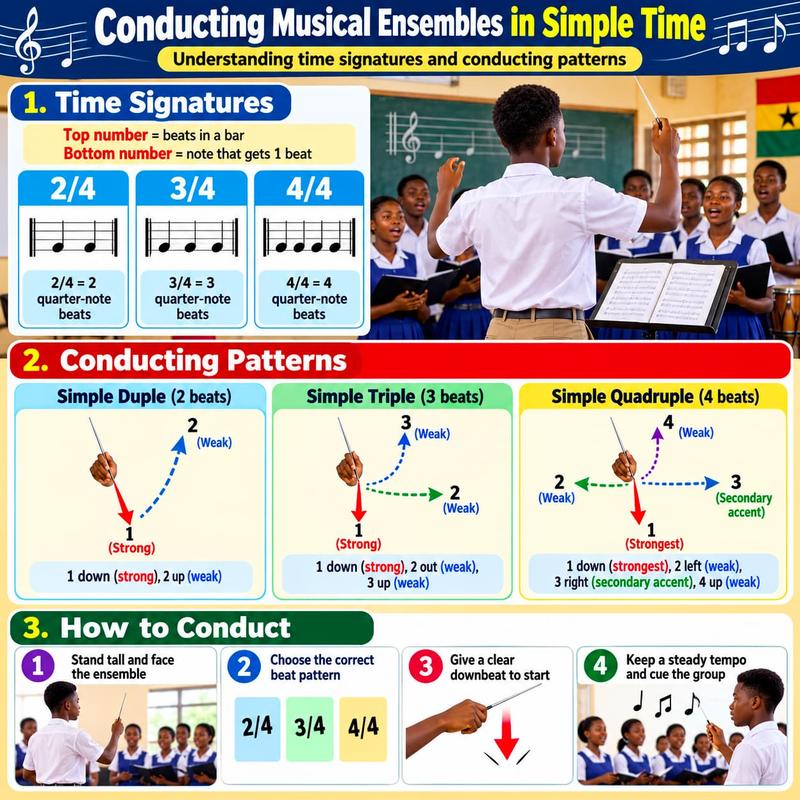 Conducting Musical Ensembles in Simple Time
Understanding time signatures and conducting patterns
1. Time Signatures
Top number = beats in a bar
Bottom number = note that gets 1 beat
2/4
3/4
4/4
2/4 = 2
quarter-note
beats
3/4 = 3
quarter-note
beats
4/4 = 4
quarter-note
beats
2. Conducting Patterns
Simple Duple (2 beats)
2
(Weak)
1
(Strong)
1 down (strong), 2 up (weak)
Simple Triple (3 beats)
3
(Weak)
2
(Weak)
1
(Strong)
1 down (strong), 2 out (weak),
3 up (weak)
Simple Quadruple (4 beats)
4
(Weak)
2
(Weak)
3
(Secondary
accent)
1
(Strongest)
1 down (strongest), 2 left (weak),
3 right (secondary accent), 4 up (weak)
3. How to Conduct
1 Stand tall and face
the ensemble
2 Choose the correct
beat pattern
2/4
3/4
4/4
3 Give a clear
downbeat to start
4 Keep a steady tempo
and cue the group